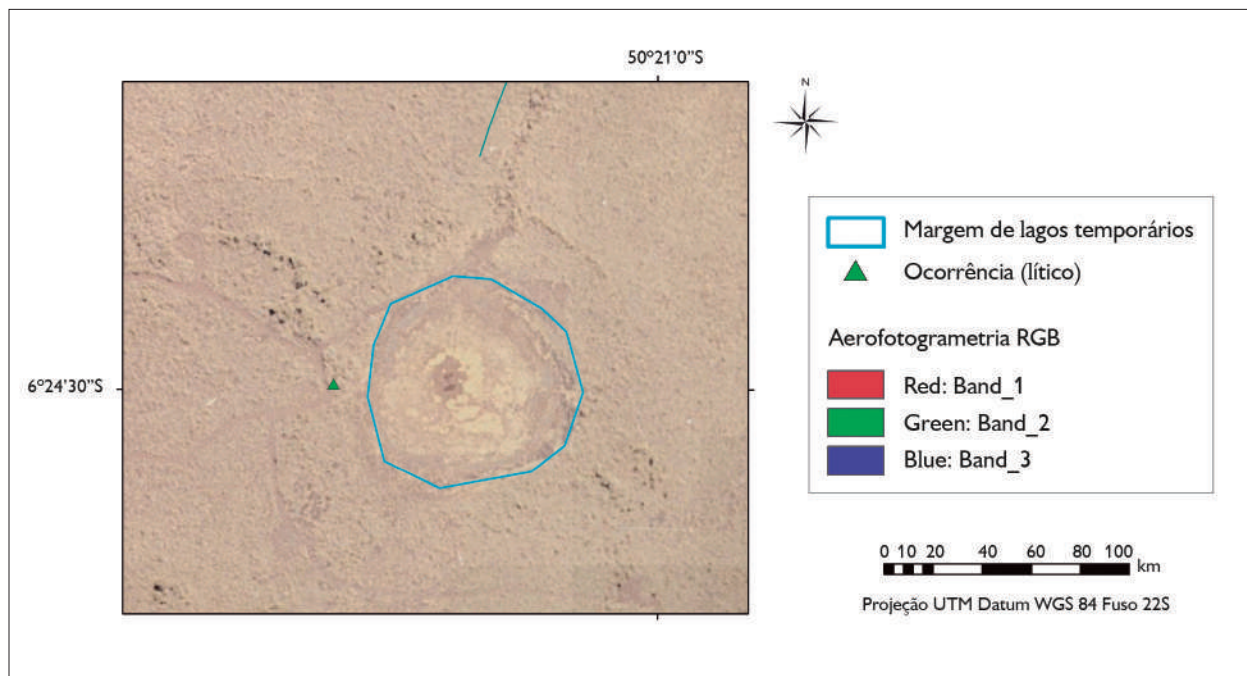 50°21'0"S
N
6°24'30"S
Margem de lagos temporários
Ocorrência (lítico)
Aerofotogrametria RGB
Red: Band_1
Green: Band_2
Blue: Band_3
0 10 20 40 60 80 100 km
Projeção UTM Datum WGS 84 Fuso 22S